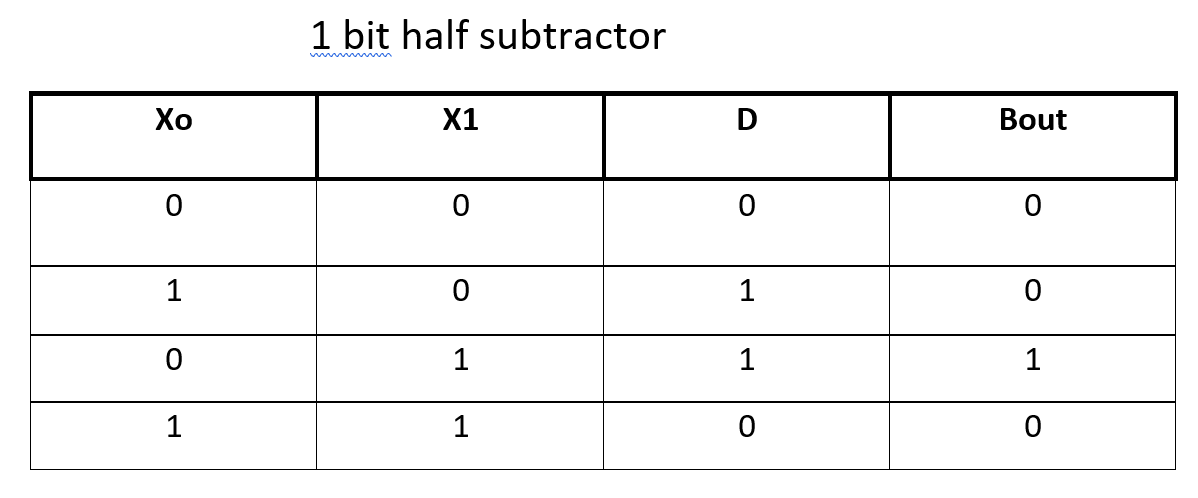 1 bit half subtractor
Xo X1 D Bout
0 0 0 0
1 0 1 0
0 1 1 1
1 1 0 0